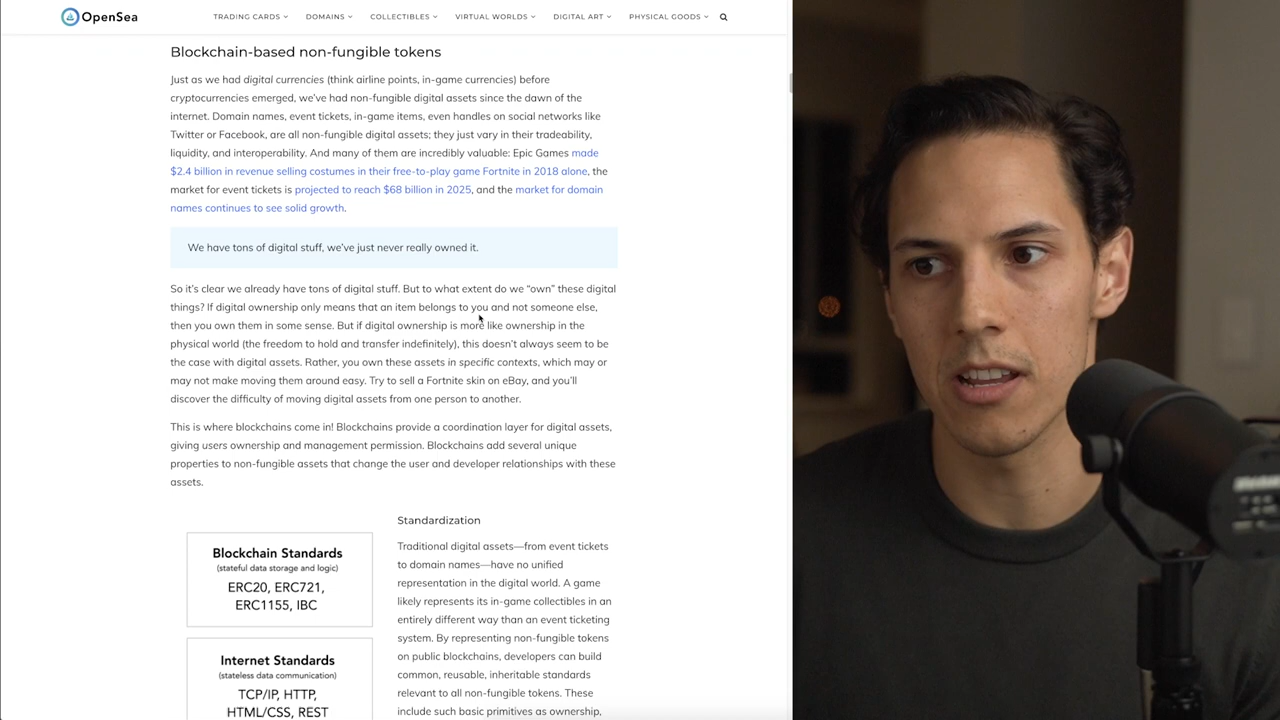 OpenSea
TRADING CARDS
DOMAINS
COLLECTIBLES
VIRTUAL WORLDS
DIGITAL ART
PHYSICAL GOODS
Blockchain-based non-fungible tokens
Just as we had digital currencies (think airline points, in-game currencies) before
cryptocurrencies emerged, we’ve had non-fungible digital assets since the dawn of the
internet. Domain names, event tickets, in-game items, even handles on social networks like
Twitter or Facebook, are all non-fungible digital assets; they just vary in their tradeability,
liquidity, and interoperability. And many of them are incredibly valuable: Epic Games made
$2.4 billion in revenue selling costumes in their free-to-play game Fortnite in 2018 alone, the
market for event tickets is projected to reach $68 billion in 2025, and the market for domain
names continues to see solid growth.
We have tons of digital stuff, we’ve just never really owned it.
So it’s clear we already have tons of digital stuff. But to what extent do we “own” these digital
things? If digital ownership only means that an item belongs to you and not someone else,
then you own them in some sense. But if digital ownership is more like ownership in the
physical world (the freedom to hold and transfer indefinitely), this doesn’t always seem to be
the case with digital assets. Rather, you own these assets in specific contexts, which may or
may not make moving them around easy. Try to sell a Fortnite skin on eBay, and you’ll
discover the difficulty of moving digital assets from one person to another.
This is where blockchains come in! Blockchains provide a coordination layer for digital assets,
giving users ownership and management permission. Blockchains add several unique
properties to non-fungible assets that change the user and developer relationships with these
assets.
Blockchain Standards
(stateful data storage and logic)
ERC20, ERC721,
ERC1155, IBC
Internet Standards
(stateless data communication)
TCP/IP, HTTP,
HTML/CSS, REST
Standardization
Traditional digital assets—from event tickets
to domain names—have no unified
representation in the digital world. A game
likely represents its in-game collectibles in an
entirely different way than an event ticketing
system. By representing non-fungible tokens
on public blockchains, developers can build
common, reusable, inheritable standards
relevant to all non-fungible tokens. These
include such basic primitives as ownership,